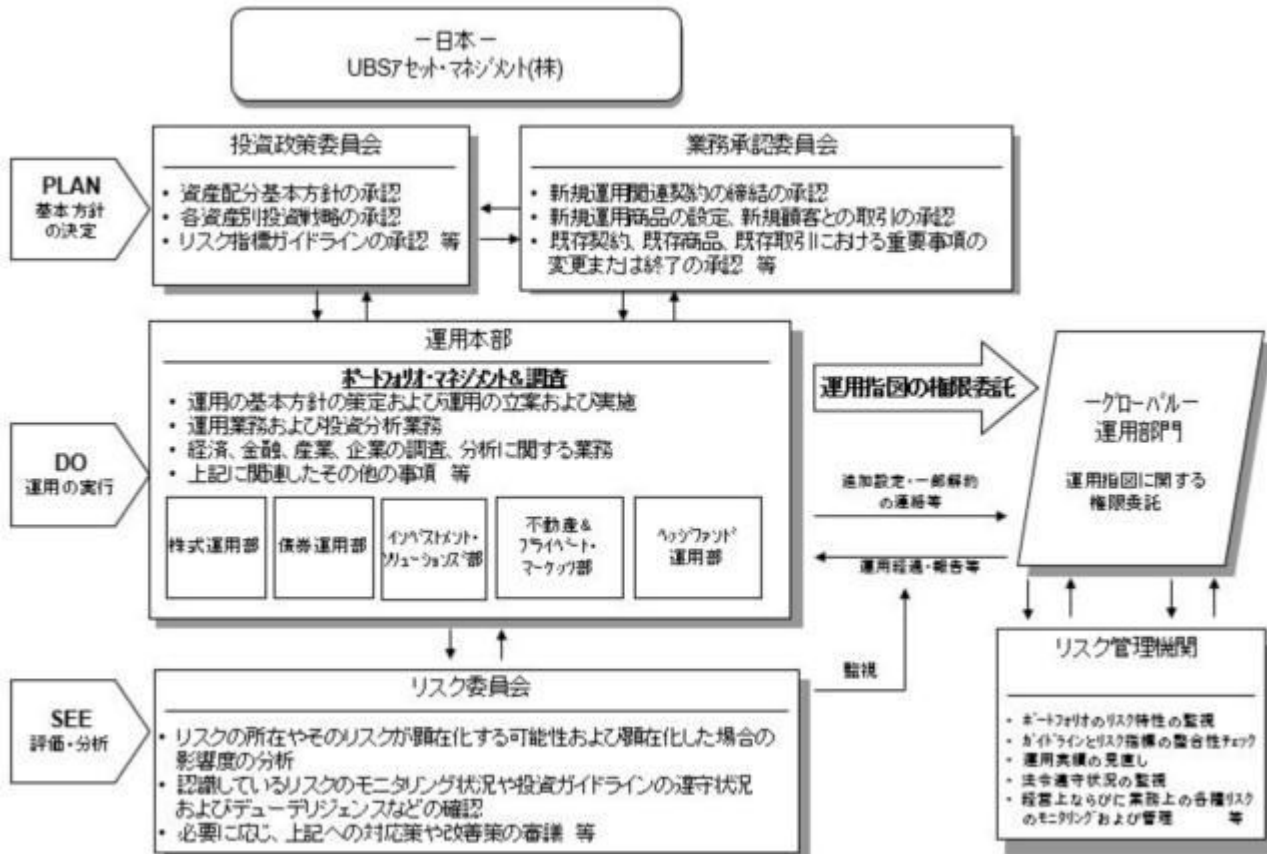 －日本－
UBSｱｾｯﾄ・ﾏﾈｼﾞﾒﾝﾄ(株)
PLAN
基本方針
の決定
投資政策委員会
• 資産配分基本方針の承認
• 各資産別投資戦略の承認
• リスク指標ガイドラインの承認 等
業務承認委員会
• 新規運用関連契約の締結の承認
• 新規運用商品の設定、新規顧客との取引の承認
• 既存契約、既存商品、既存取引における重要事項の
変更または終了の承認 等
DO
運用の実行
運用本部
ﾎﾟｰﾄﾌｫﾘｵ・ﾏﾈｼﾞﾒﾝﾄ&調査
• 運用の基本方針の策定および運用の立案および実施
• 運用業務および投資分析業務
• 経済、金融、産業、企業の調査、分析に関する業務
• 上記に関連したその他の事項 等
株式運用部
債券運用部
ｲﾝﾍﾞｽﾄﾒﾝﾄ・
ｿﾘｭｰｼｮﾝｽﾞ部
不動産&
ﾌﾟﾗｲﾍﾞｰﾄ・
ﾏｰｹｯﾂ部
ﾍｯｼﾞﾌｧﾝﾄﾞ
運用部
運用指図の権限委託
追加設定・一部解約
の連絡等
運用経過・報告等
監視
－ｸﾞﾛｰﾊﾞﾙ－
運用部門
運用指図に関する
権限委託
SEE
評価・分析
リスク委員会
• リスクの所在やそのリスクが顕在化する可能性および顕在化した場合の
影響度の分析
• 認識しているリスクのモニタリング状況や投資ガイドラインの遵守状況
およびデューデリジェンスなどの確認
• 必要に応じ、上記への対応策や改善策の審議 等
リスク管理機関
• ﾎﾟｰﾄﾌｫﾘｵのﾘｽｸ特性の監視
• ｶﾞｲﾄﾞﾗｲﾝとﾘｽｸ指標の整合性ﾁｪｯｸ
• 運用実績の見直し
• 法令遵守状況の監視
• 経営上ならびに業務上の各種ﾘｽｸ
のﾓﾆﾀﾘﾝｸﾞおよび管理 等